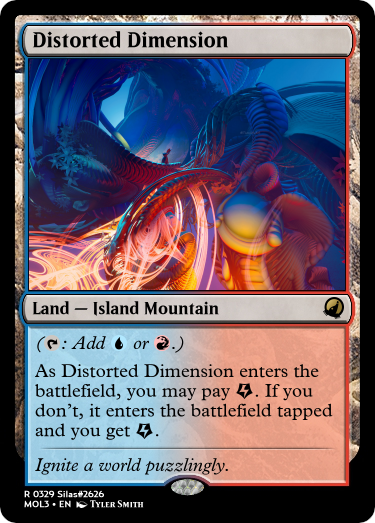 Distorted Dimension
Land — Island Mountain
(: Add or .)
As Distorted Dimension enters the
battlefield, you may pay . If you
don't, it enters the battlefield tapped
and you get .
Ignite a world puzzlingly.
R 0329 Silas#2626
MOL3 • EN Tyler Smith